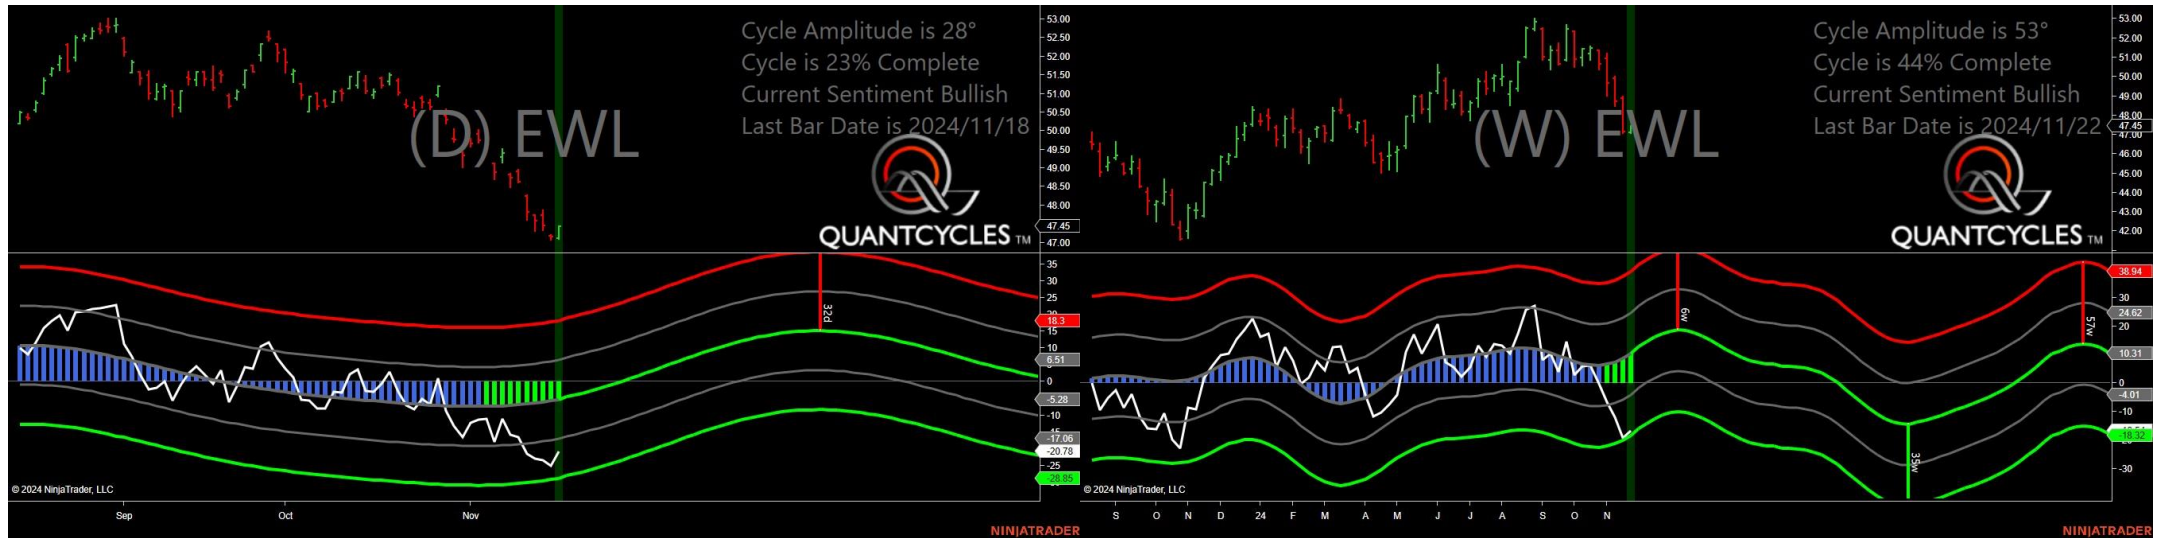 Cycle Amplitude is 28°
Cycle is 23% Complete
Current Sentiment Bullish
Last Bar Date is 2024/11/18
(D) EWL
QUANTCYCLES TM
53.00
52.50
52.00
51.50
51.00
50.50
50.00
49.50
49.00
48.50
48.00
47.45
47.00
35
30
25
20
18.3
15
10
6.51
0
-5.28
-10
-17.06
-20.78
-25
-28.85
32d
© 2024 NinjaTrader, LLC
Sep Oct Nov
NINJATRADER
Cycle Amplitude is 53°
Cycle is 44% Complete
Current Sentiment Bullish
Last Bar Date is 2024/11/22
(W) EWL
QUANTCYCLES TM
53.00
52.00
51.00
50.00
49.00
48.00
47.45
47.00
46.00
45.00
44.00
43.00
42.00
38.94
30
24.62
20
10.31
0
-4.01
-10
-18.32
-30
6w
35w
57w
© 2024 NinjaTrader, LLC
S O N D 24 F M A M J J A S O N
NINJATRADER